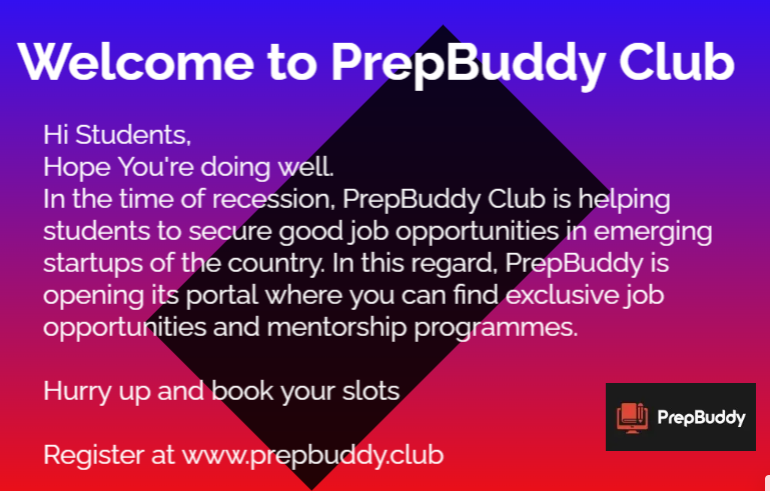 Welcome to PrepBuddy Club
Hi Students,
Hope You're doing well.
In the time of recession, PrepBuddy Club is helping
students to secure good job opportunities in emerging
startups of the country. In this regard, PrepBuddy is
opening its portal where you can find exclusive job
opportunities and mentorship programmes.
Hurry up and book your slots
PrepBuddy
Register at www.prepbuddy.club